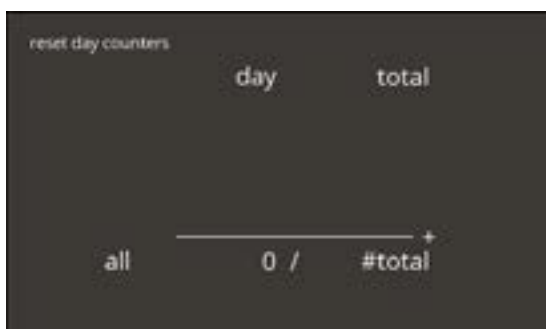 reset day counters
day total
+
all 0 / #total